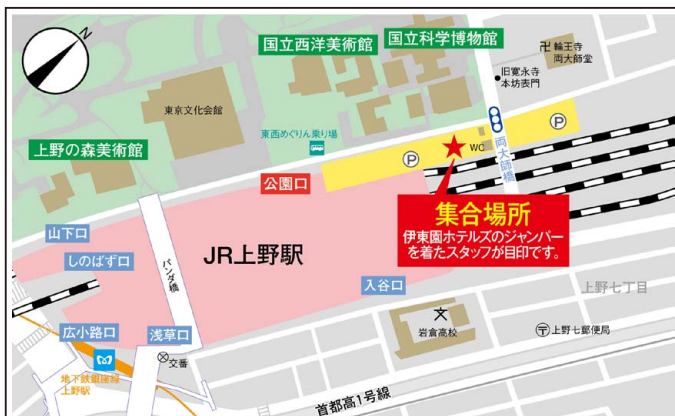 N
国立西洋美術館
国立科学博物館
卍 輪王寺
両大師堂
旧寛永寺
本坊表門
東京文化会館
東西めぐりん乗り場
上野の森美術館
P
P
WC
両大師橋
公園口
集合場所
伊東園ホテルズのジャンパー
を着たスタッフが目印です。
山下口
しのばず口
パンダ橋
JR上野駅
入谷口
上野七丁目
文
岩倉高校
〒上野七郵便局
広小路口
浅草口
交番
地下鉄銀座線
上野駅
首都高1号線